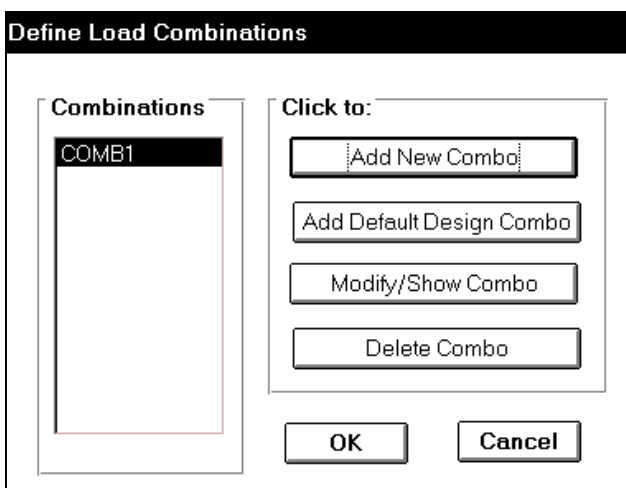 Define Load Combinations
Combinations
COMB1
Click to:
Add New Combo
Add Default Design Combo
Modify/Show Combo
Delete Combo
OK
Cancel